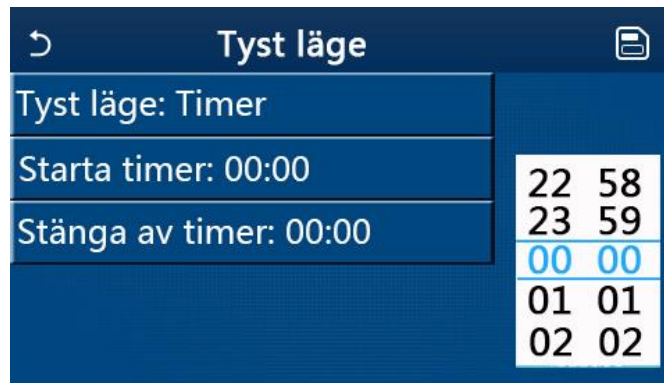 Tyst läge
Tyst läge: Timer
Starta timer: 00:00
Stänga av timer: 00:00
22 58
23 59
00 00
01 01
02 02